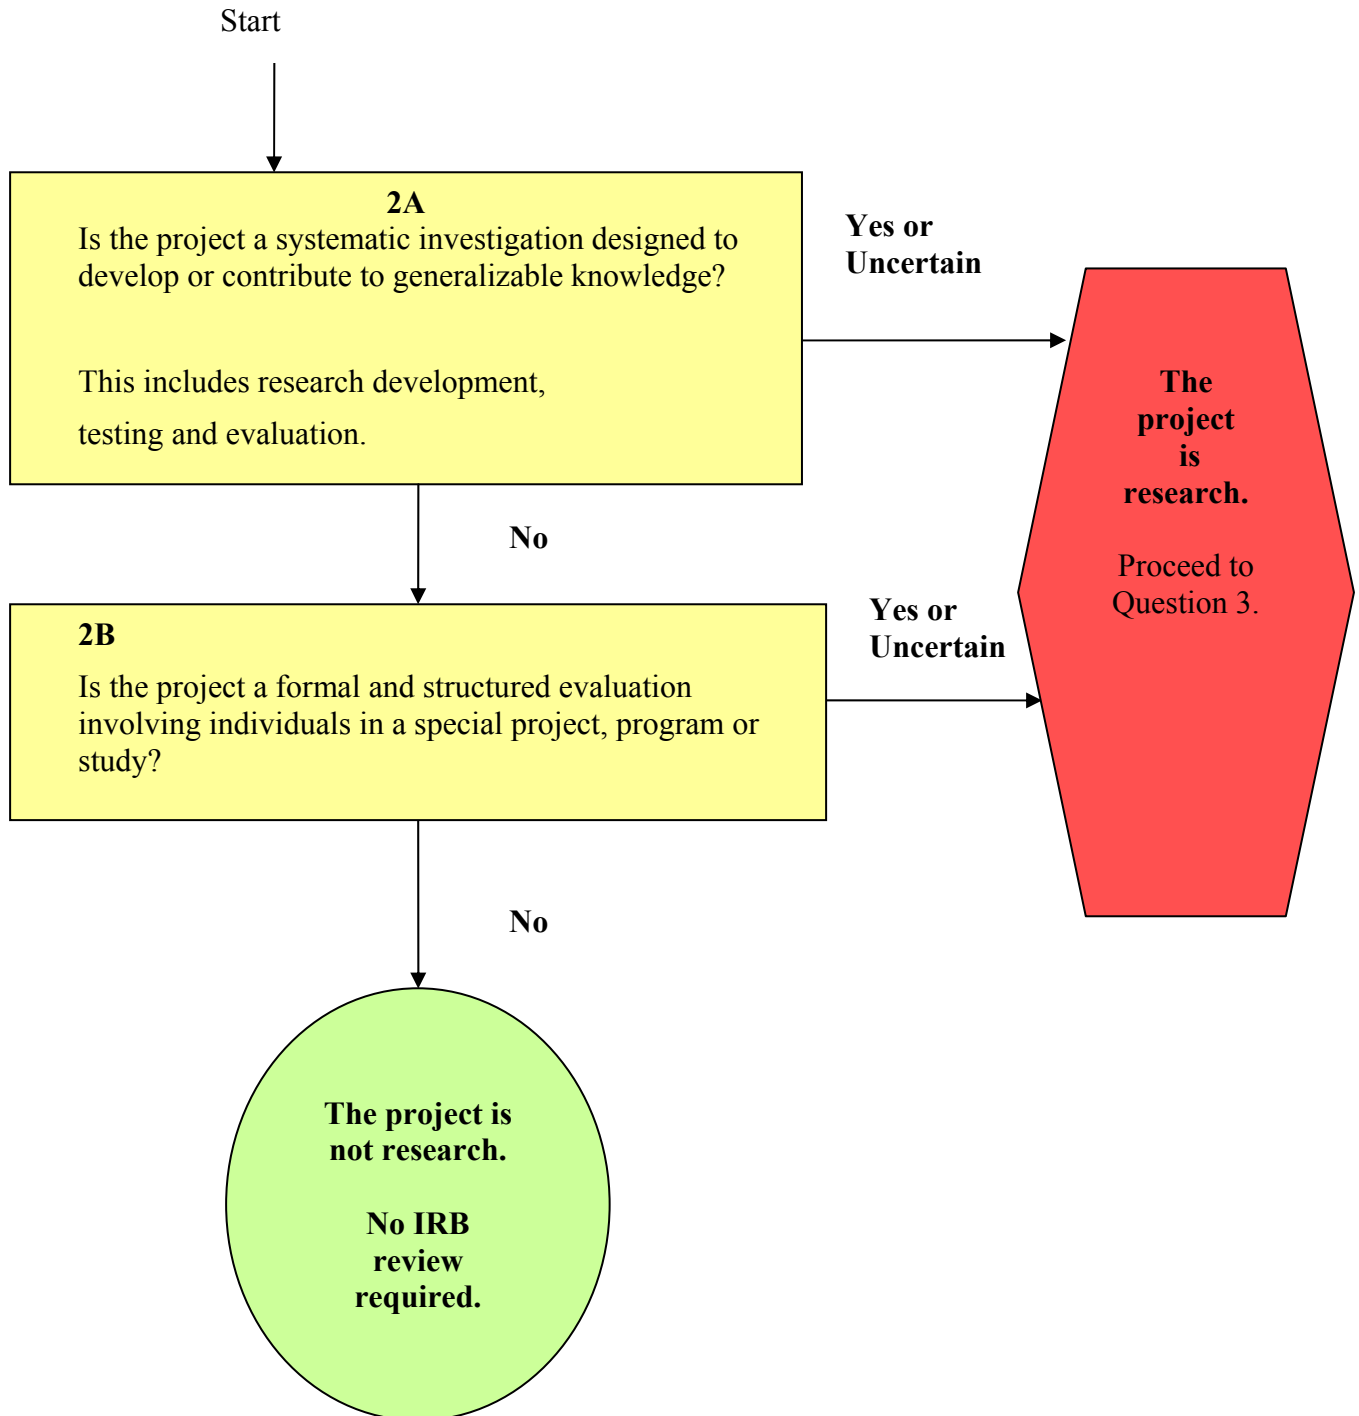 Start
2A
Is the project a systematic investigation designed to
develop or contribute to generalizable knowledge?
This includes research development,
testing and evaluation.
Yes or
Uncertain
The
project
is
research.
Proceed to
Question 3.
No
2B
Is the project a formal and structured evaluation
involving individuals in a special project, program or
study?
Yes or
Uncertain
No
The project is
not research.
No IRB
review
required.